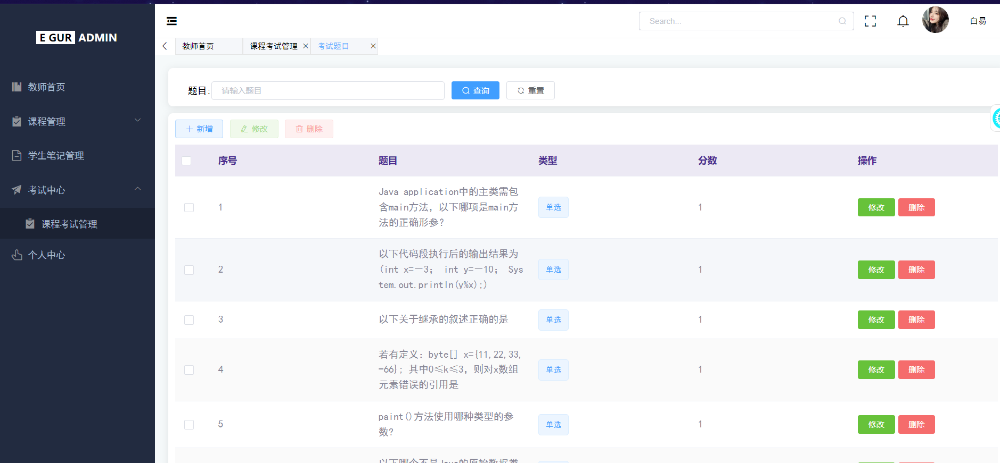 E GUR ADMIN
Search...
白易
教师首页
课程考试管理
考试题目
教师首页
课程管理
学生笔记管理
考试中心
课程考试管理
个人中心
题目:
请输入题目
查询
重置
新增
修改
删除
序号 题目 类型 分数 操作
1
Java application中的主类需包
含main方法，以下哪项是main方
法的正确形参？
单选
1
修改 删除
2
以下代码段执行后的输出结果为
(int x=－3； int y=－10； Sys
tem.out.println(y%x);)
单选
1
修改 删除
3
以下关于继承的叙述正确的是
单选
1
修改 删除
4
若有定义：byte[] x={11,22,33,
-66}; 其中0≤k≤3，则对x数组
元素错误的引用是
单选
1
修改 删除
5
paint()方法使用哪种类型的参
数?
单选
1
修改 删除
以下哪个不是Java的原始数据类